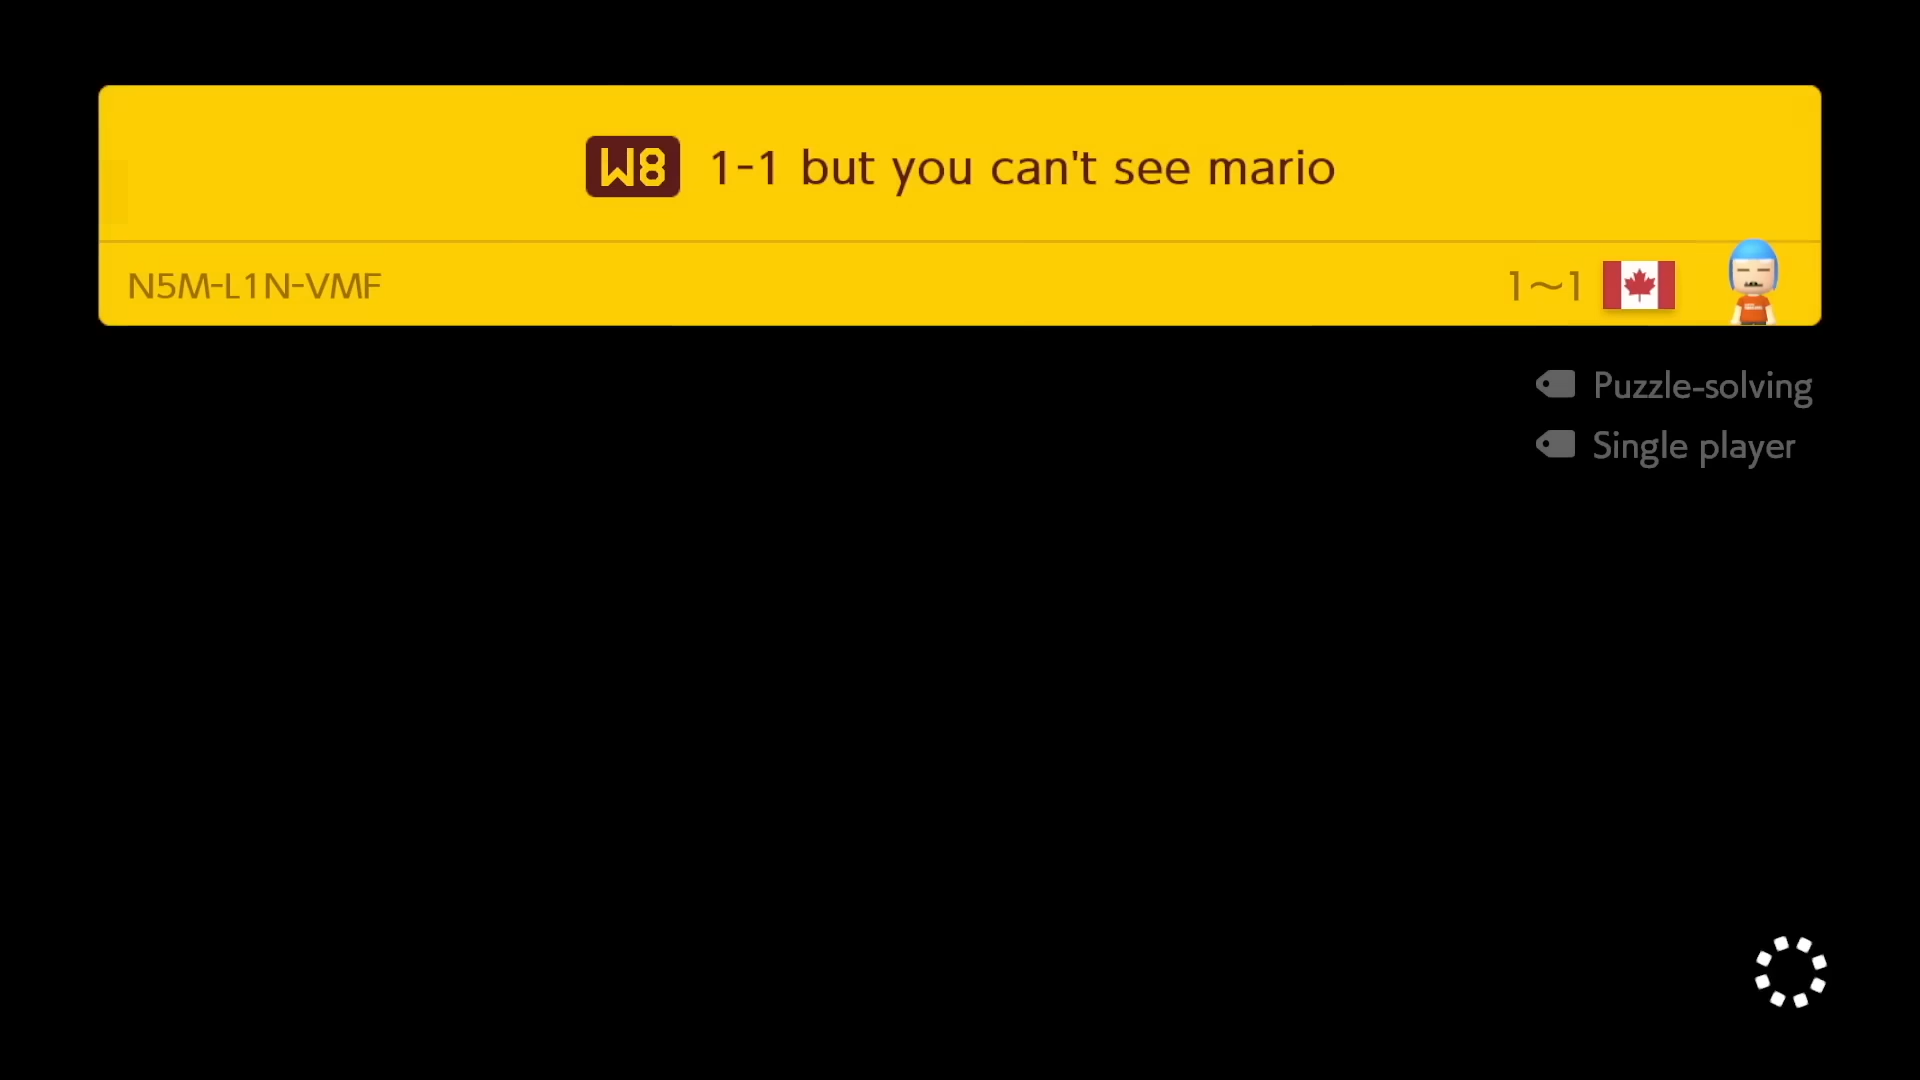 W8 1-1 but you can't see mario
N5M-L1N-VMF 1~1
Puzzle-solving
Single player